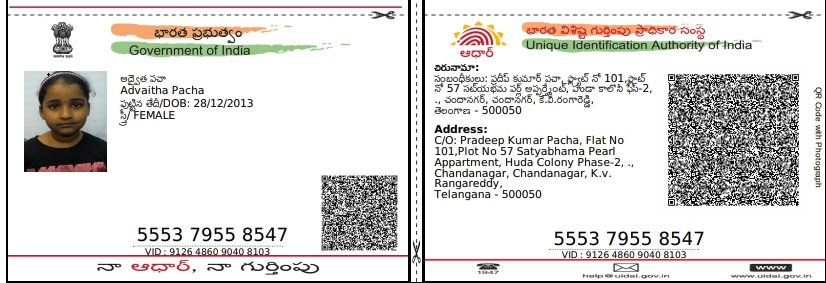 భారత ప్రభుత్వం
Government of India
అద్వైత పచా
Advaitha Pacha
పుట్టిన తేదీ/DOB: 28/12/2013
స్త్రీ/ FEMALE
5553 7955 8547
VID : 9126 4860 9040 8103
నా ఆధార్, నా గుర్తింపు
భారత విశిష్ట గుర్తింపు ప్రాధికార సంస్థ
Unique Identification Authority of India
ఆధార్
చిరునామా:
సంబంధీకులు: ప్రదీప్ కుమార్ పచా, ఫ్లాట్ నో 101,ప్లాట్
నో 57 సత్యభేమ పర్ల్ అప్పర్ట్మెంట్, హుడా కాలొనీ ఫేస్-2,
., చందానగర్, చందానగర్, కె.వి.రంగారెడ్డి,
తెలంగాణ - 500050
Address:
C/O: Pradeep Kumar Pacha, Flat No
101,Plot No 57 Satyabhama Pearl
Appartment, Huda Colony Phase-2, .,
Chandanagar, Chandanagar, K.v.
Rangareddy,
Telangana - 500050
QR Code with Photograph
5553 7955 8547
VID : 9126 4860 9040 8103
1947
help@uidai.gov.in
www
www.uidai.gov.in